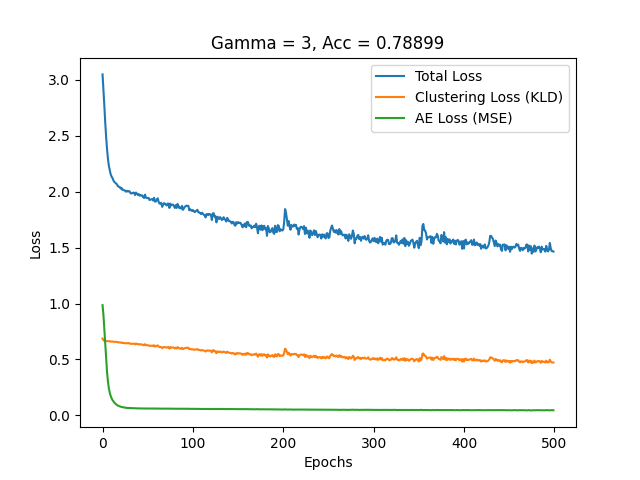 Gamma = 3, Acc = 0.78899
Total Loss
Clustering Loss (KLD)
AE Loss (MSE)
Loss
3.0
2.5
2.0
1.5
1.0
0.5
0.0
0 100 200 300 400 500
Epochs